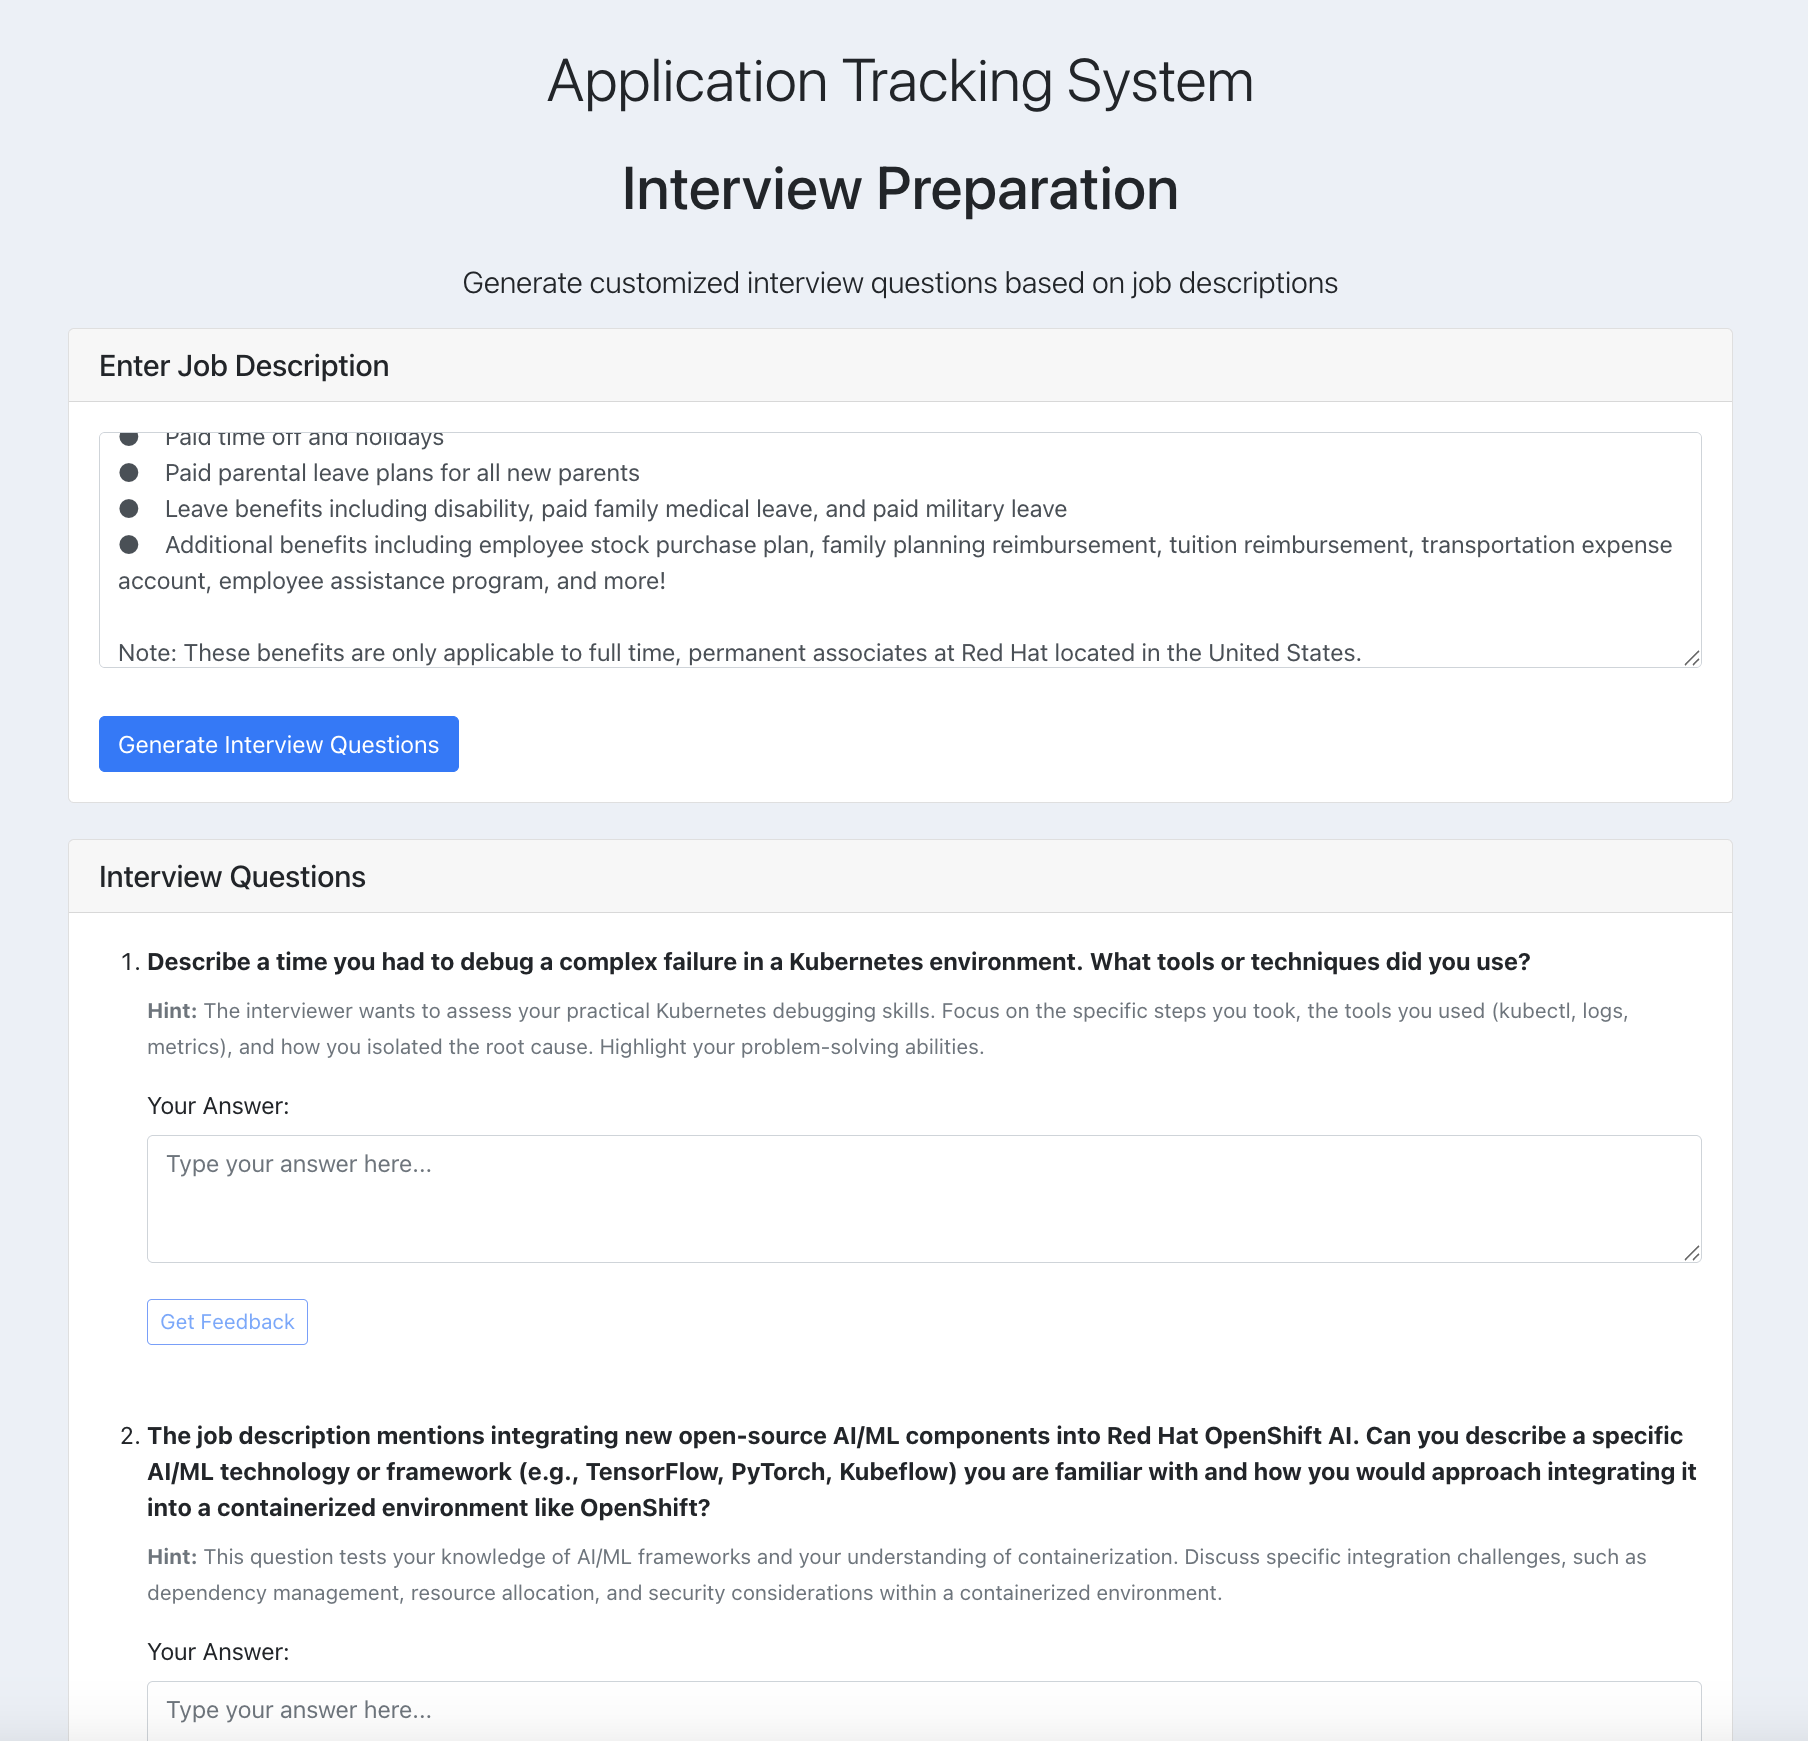 Application Tracking System
Interview Preparation
Generate customized interview questions based on job descriptions
Enter Job Description
● Paid time off and holidays
● Paid parental leave plans for all new parents
● Leave benefits including disability, paid family medical leave, and paid military leave
● Additional benefits including employee stock purchase plan, family planning reimbursement, tuition reimbursement, transportation expense
account, employee assistance program, and more!
Note: These benefits are only applicable to full time, permanent associates at Red Hat located in the United States.
Generate Interview Questions
Interview Questions
1. Describe a time you had to debug a complex failure in a Kubernetes environment. What tools or techniques did you use?
Hint: The interviewer wants to assess your practical Kubernetes debugging skills. Focus on the specific steps you took, the tools you used (kubectl, logs,
metrics), and how you isolated the root cause. Highlight your problem-solving abilities.
Your Answer:
Type your answer here...
Get Feedback
2. The job description mentions integrating new open-source AI/ML components into Red Hat OpenShift AI. Can you describe a specific
AI/ML technology or framework (e.g., TensorFlow, PyTorch, Kubeflow) you are familiar with and how you would approach integrating it
into a containerized environment like OpenShift?
Hint: This question tests your knowledge of AI/ML frameworks and your understanding of containerization. Discuss specific integration challenges, such as
dependency management, resource allocation, and security considerations within a containerized environment.
Your Answer:
Type your answer here...